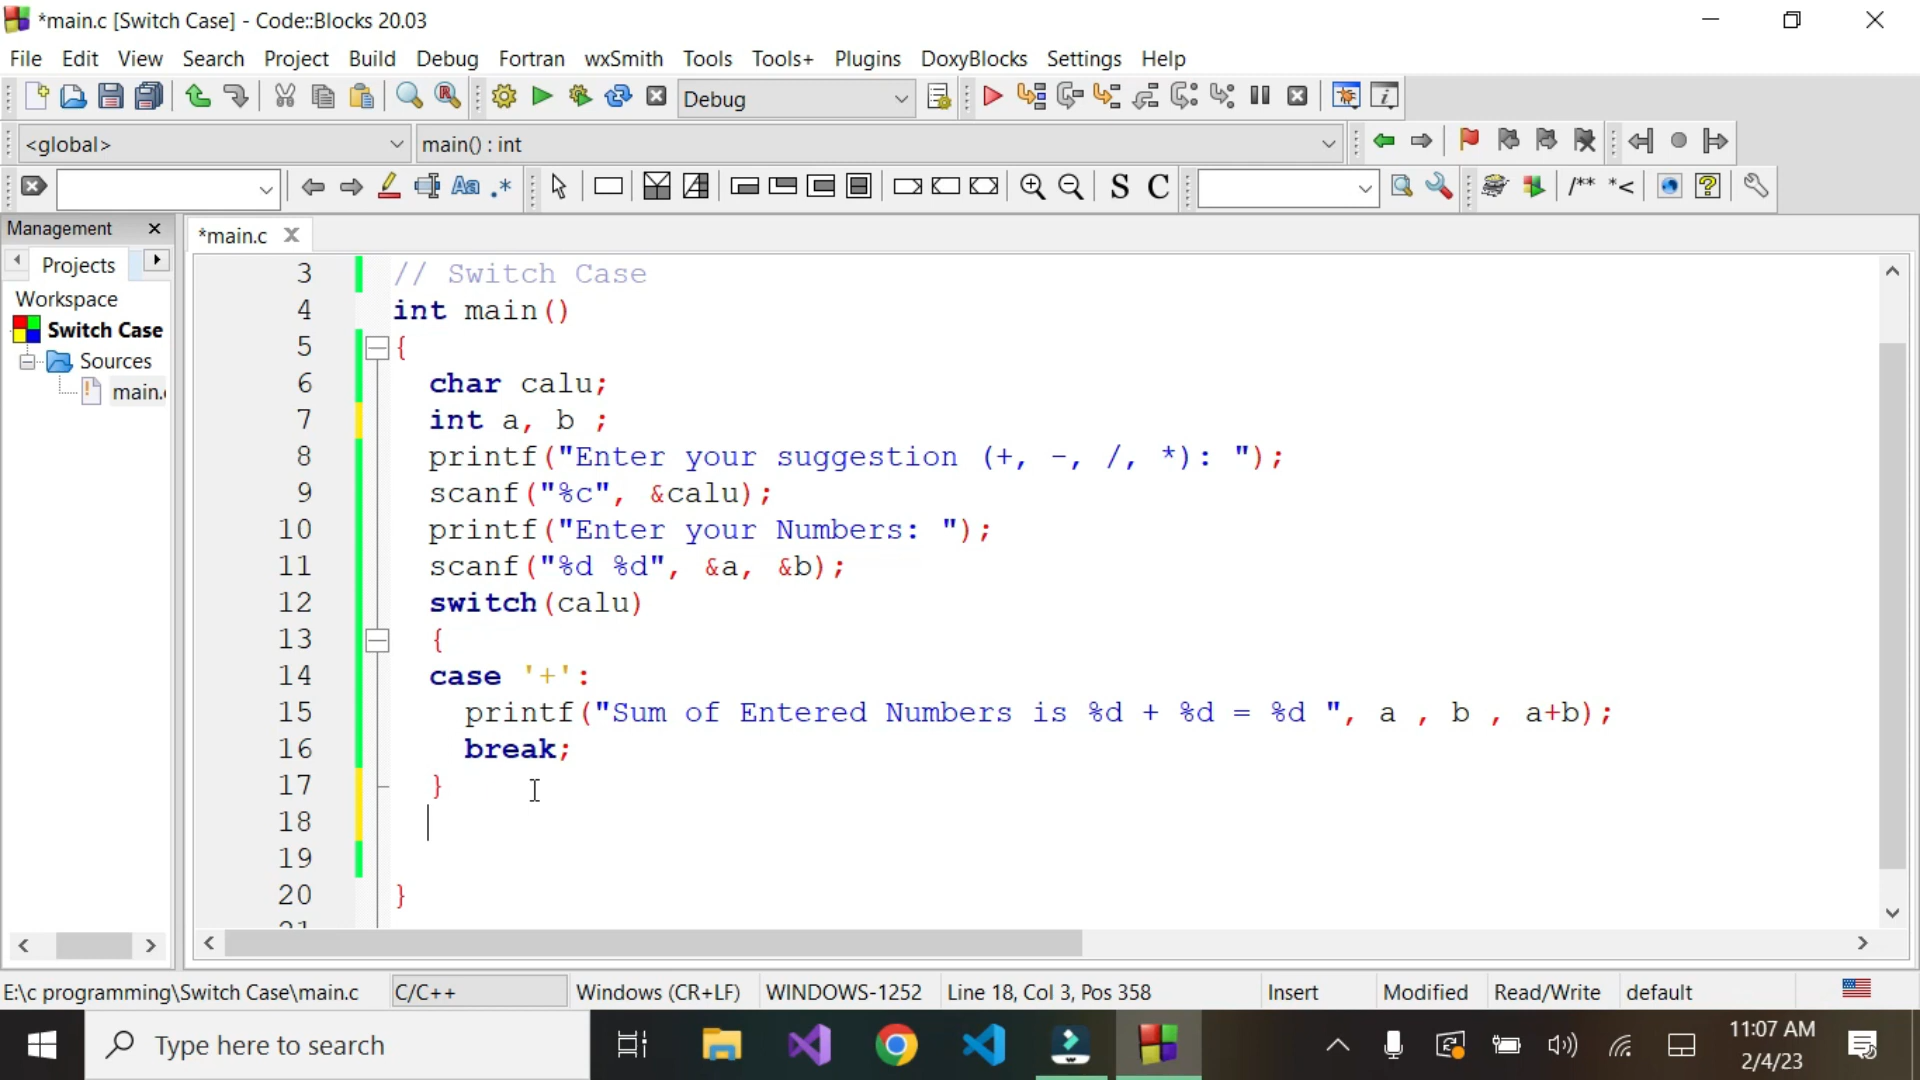 *main.c [Switch Case] - Code::Blocks 20.03
File Edit View Search Project Build Debug Fortran wxSmith Tools Tools+ Plugins DoxyBlocks Settings Help
Debug
<global> main() : int
S C /** *<
Management
*main.c
Projects
Workspace
Switch Case
Sources
main.
3 // Switch Case
4 int main()
5 {
6 char calu;
7 int a, b ;
8 printf("Enter your suggestion (+, -, /, *): ");
9 scanf("%c", &calu);
10 printf("Enter your Numbers: ");
11 scanf("%d %d", &a, &b);
12 switch(calu)
13 {
14 case '+':
15 printf("Sum of Entered Numbers is %d + %d = %d ", a , b , a+b);
16 break;
17 }
18
19
20 }
21
E:\c programming\Switch Case\main.c C/C++ Windows (CR+LF) WINDOWS-1252 Line 18, Col 3, Pos 358 Insert Modified Read/Write default
Type here to search
11:07 AM
2/4/23